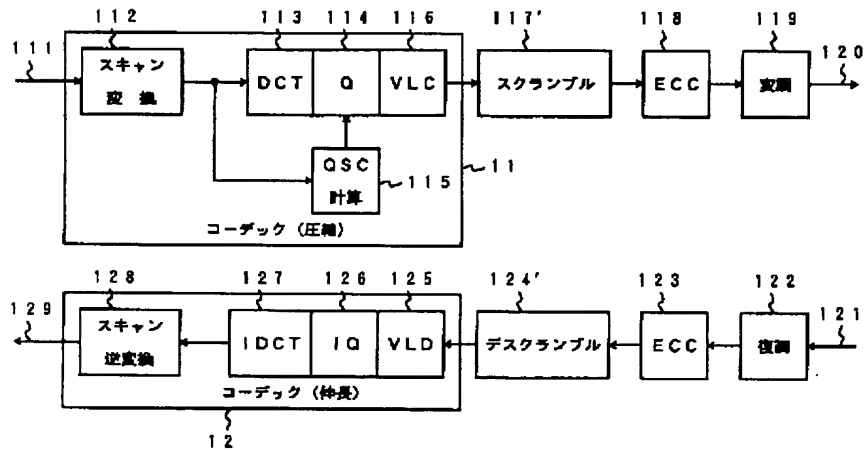 112 113 114 116 117' 118 119
111 120
スキャン
変換
DCT Q VLC スクランブル ECC 変調
QSC
計算
115
11
コーデック (圧縮)
128 127 126 125 124' 123 122
129 121
スキャン
逆変換
IDCT IQ VLD デスクランブル ECC 復調
コーデック (伸長)
12